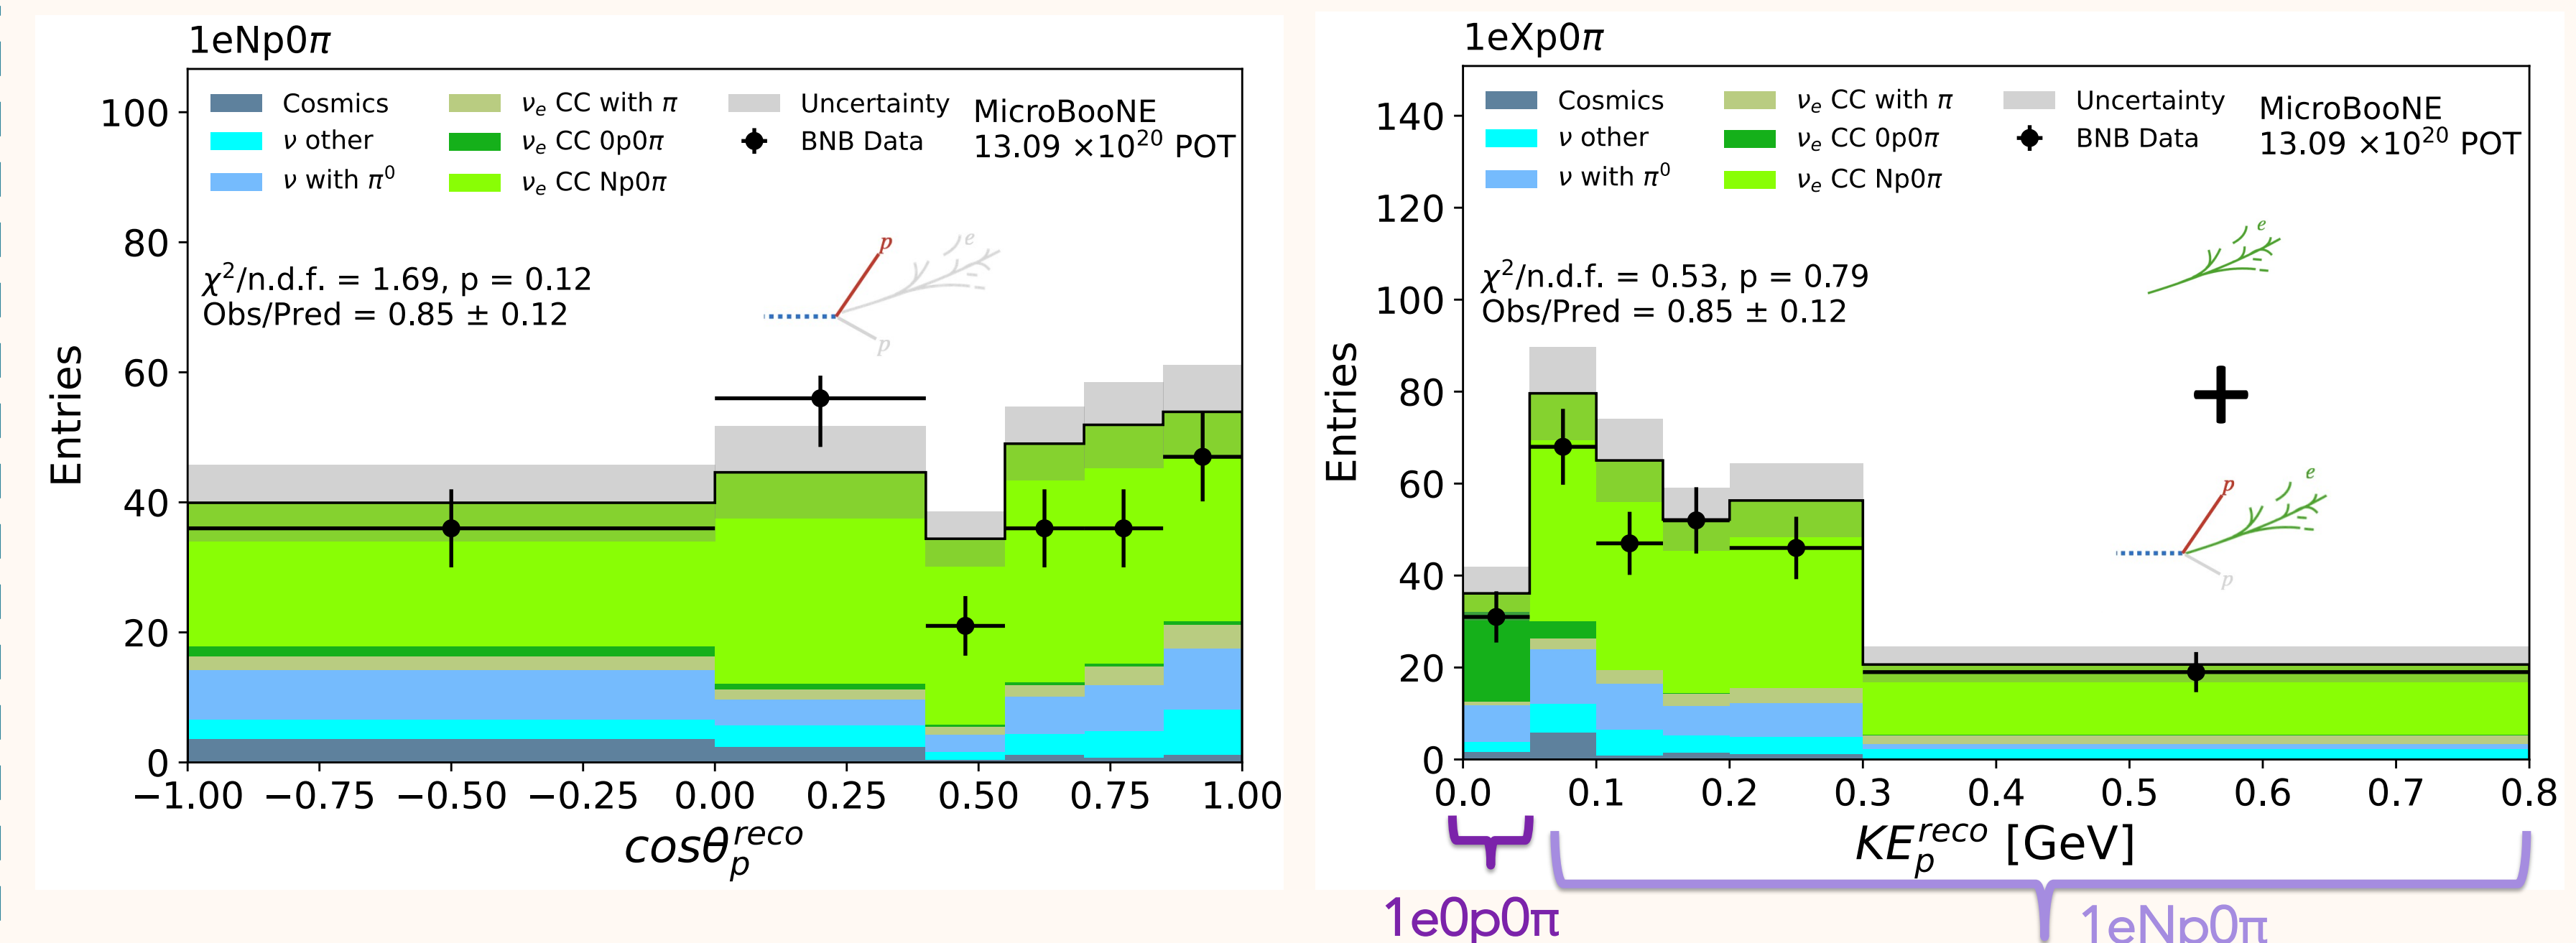 1eNp0π
Cosmics
ν other
ν with π⁰
νₑ CC with π
νₑ CC 0p0π
νₑ CC Np0π
Uncertainty
BNB Data
MicroBooNE
13.09 ×10²⁰ POT
χ²/n.d.f. = 1.69, p = 0.12
Obs/Pred = 0.85 ± 0.12
p
e
p
Entries
100
80
60
40
20
0
−1.00 −0.75 −0.50 −0.25 0.00 0.25 0.50 0.75 1.00
cosθ_p^reco
1eXp0π
Cosmics
ν other
ν with π⁰
νₑ CC with π
νₑ CC 0p0π
νₑ CC Np0π
Uncertainty
BNB Data
MicroBooNE
13.09 ×10²⁰ POT
χ²/n.d.f. = 0.53, p = 0.79
Obs/Pred = 0.85 ± 0.12
e
+
p
e
p
Entries
140
120
100
80
60
40
20
0
0.0 0.1 0.2 0.3 0.4 0.5 0.6 0.7 0.8
KE_p^reco [GeV]
1e0p0π
1eNp0π